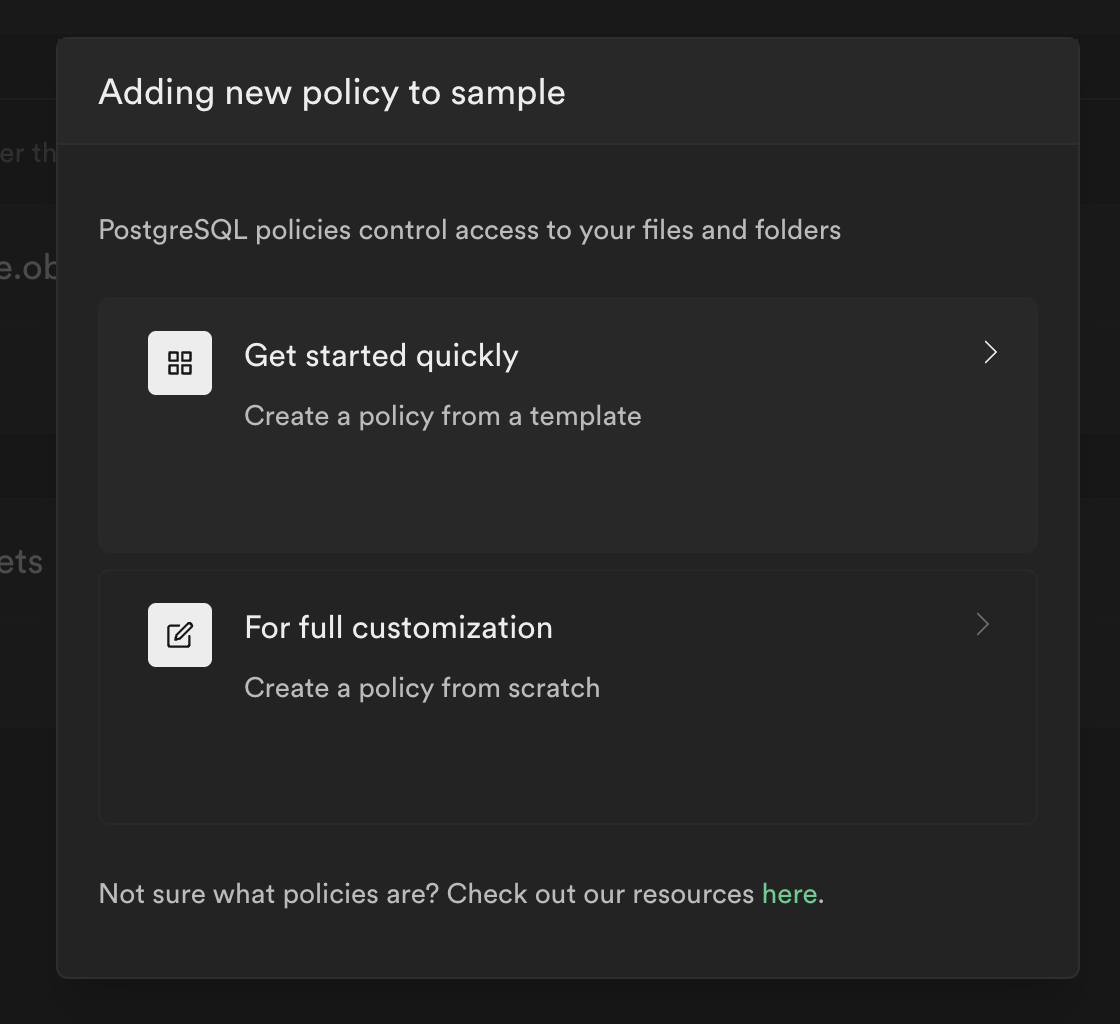 Adding new policy to sample
er th
PostgreSQL policies control access to your files and folders
e.ob
Get started quickly
Create a policy from a template
ets
For full customization
Create a policy from scratch
Not sure what policies are? Check out our resources here.